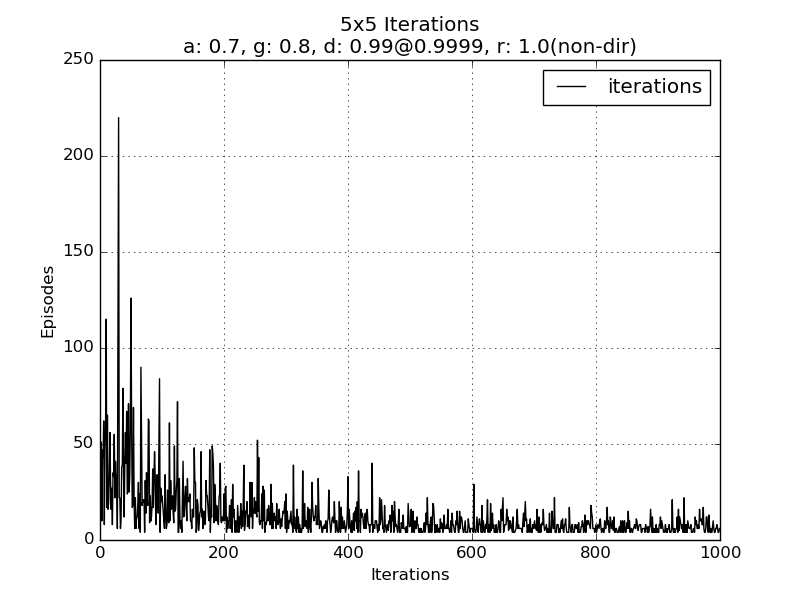 5x5 Iterations
a: 0.7, g: 0.8, d: 0.99@0.9999, r: 1.0(non-dir)
250
iterations
200
150
Episodes
100
50
0
0 200 400 600 800 1000
Iterations